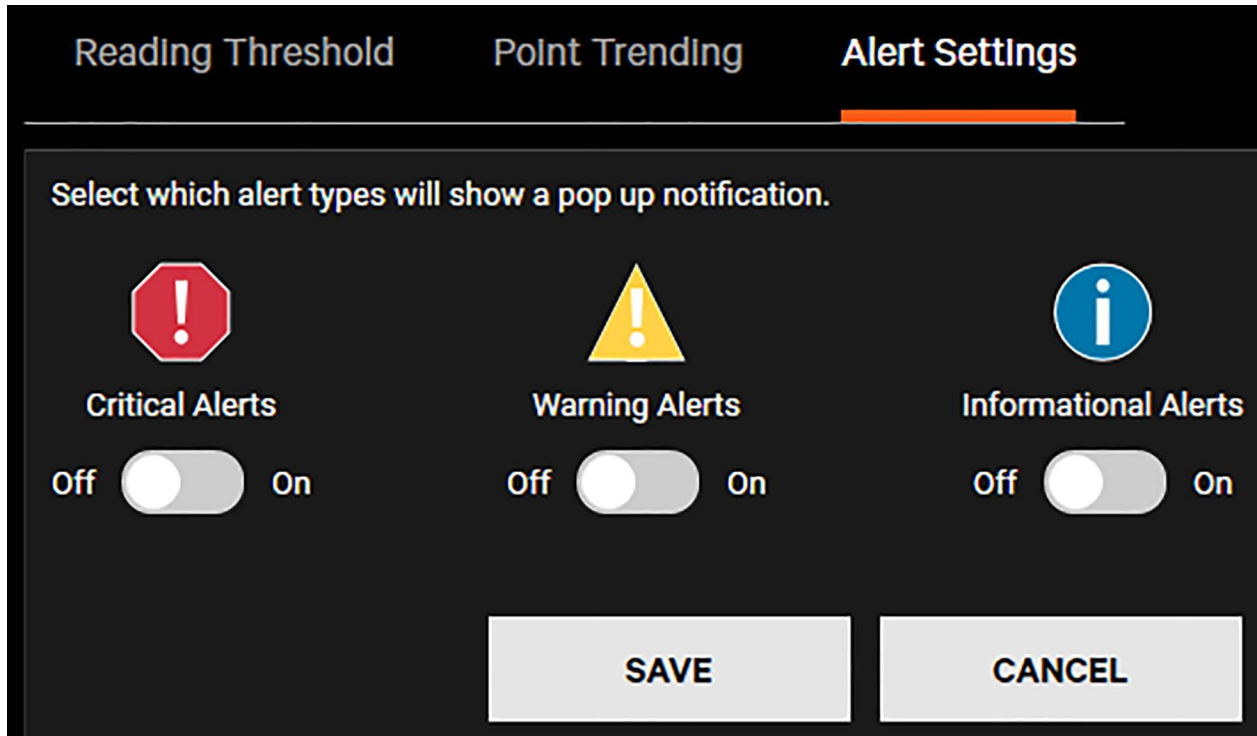 Reading Threshold Point Trending Alert Settings
Select which alert types will show a pop up notification.
Critical Alerts Warning Alerts Informational Alerts
Off On Off On Off On
SAVE CANCEL